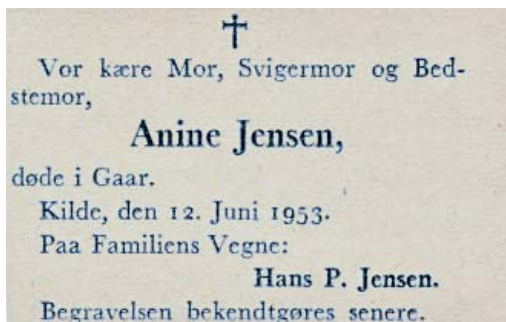 Vor kære Mor, Svigermor og Bed-
stemor,
Anine Jensen,
døde i Gaar.
Kilde, den 12. Juni 1953.
Paa Familiens Vegne:
Hans P. Jensen.
Begravelsen bekendtgøres senere.